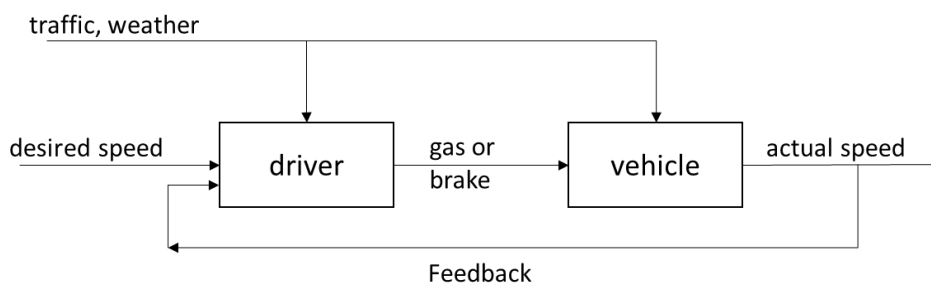 traffic, weather
desired speed
driver
gas or
brake
vehicle
actual speed
Feedback